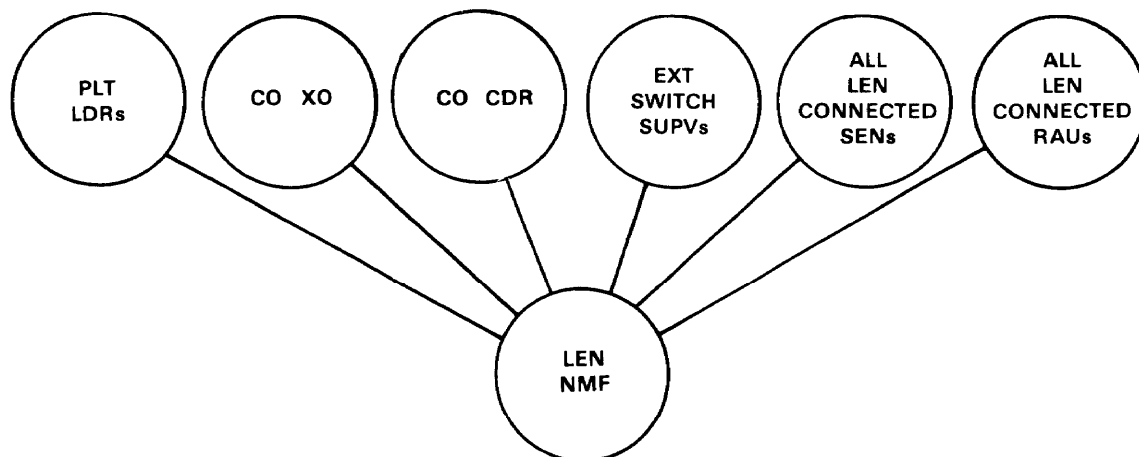 PLT
LDRs
CO XO
CO CDR
EXT
SWITCH
SUPVs
ALL
LEN
CONNECTED
SENs
ALL
LEN
CONNECTED
RAUs
LEN
NMF